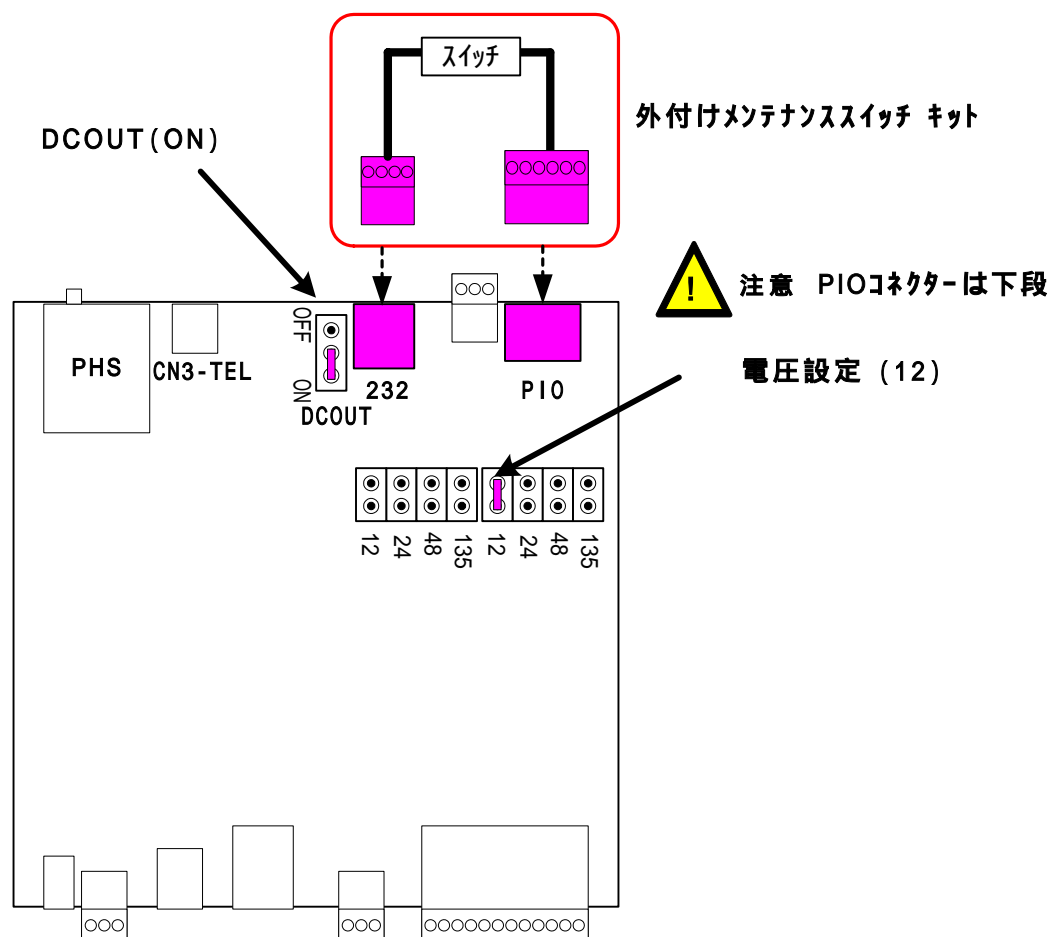 スイッチ
外付けメンテナンススイッチ キット
DCOUT(ON)
! 注意 PIOコネクターは下段
OFF
PHS
CN3-TEL
ON
232
PIO
DCOUT
電圧設定 (12)
12 24 48 135 12 24 48 135